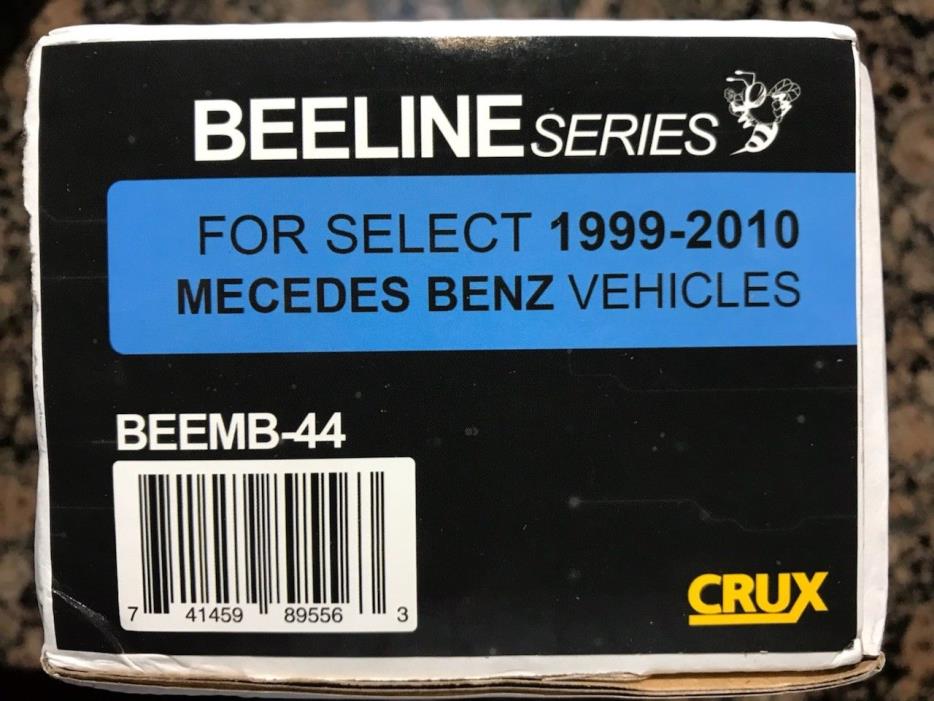 BEELINE SERIES
FOR SELECT 1999-2010
MECEDES BENZ VEHICLES
BEEMB-44
7 41459 89556 3
CRUX